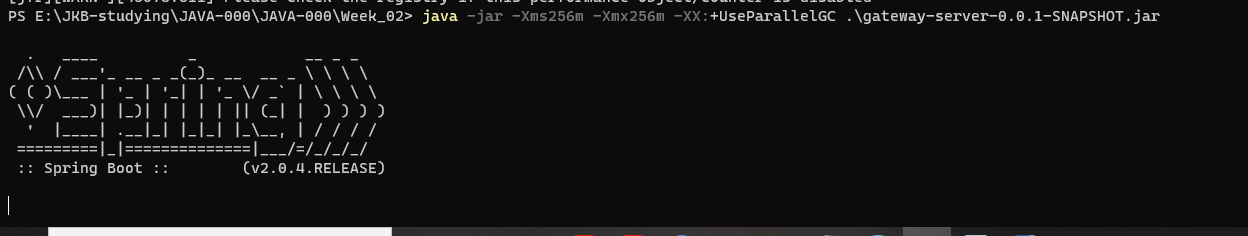 PS E:\JKB-studying\JAVA-000\JAVA-000\Week_02> java -jar -Xms256m -Xmx256m -XX:+UseParallelGC .\gateway-server-0.0.1-SNAPSHOT.jar
  .   ____          _            __ _ _
 /\\ / ___'_ __ _ _(_)_ __  __ _ \ \ \ \
( ( )\___ | '_ | '_| | '_ \/ _` | \ \ \ \
 \\/  ___)| |_)| | | | | || (_| |  ) ) ) )
  '  |____| .__|_| |_|_| |_\__, | / / / /
 =========|_|==============|___/=/_/_/_/
 :: Spring Boot ::        (v2.0.4.RELEASE)